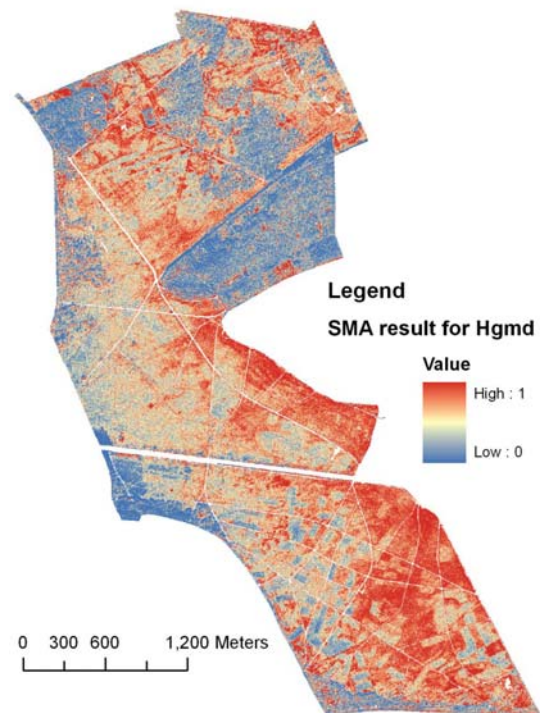 Legend
SMA result for Hgmd
Value
High : 1
Low : 0
0 300 600 1,200 Meters